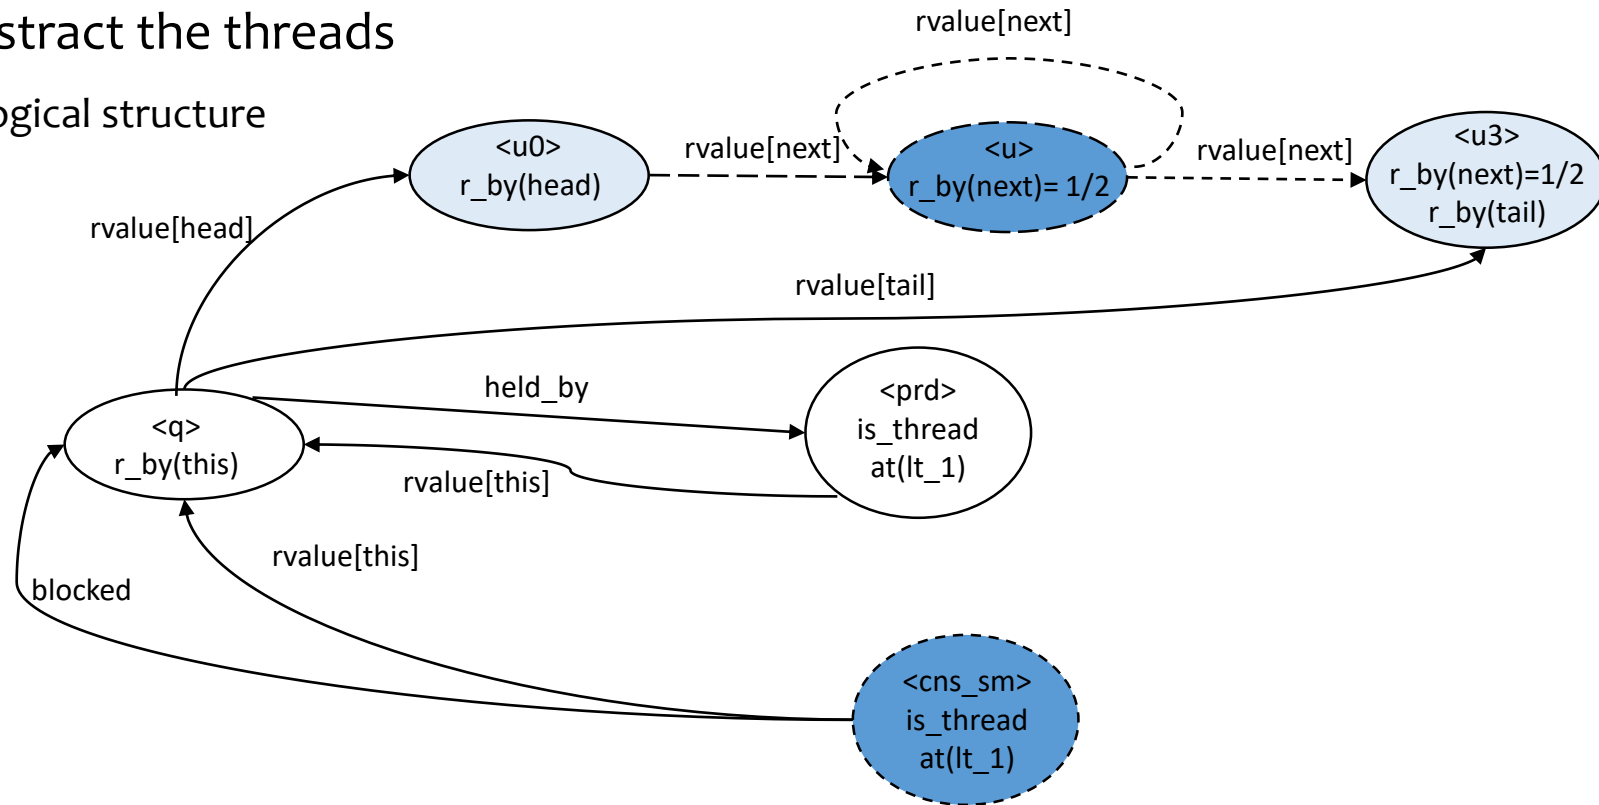 stract the threads
ogical structure
rvalue[next]
<u0>
r_by(head)
rvalue[next]
<u>
r_by(next)= 1/2
rvalue[next]
<u3>
r_by(next)=1/2
r_by(tail)
rvalue[head]
rvalue[tail]
held_by
<prd>
is_thread
at(lt_1)
<q>
r_by(this)
rvalue[this]
rvalue[this]
blocked
<cns_sm>
is_thread
at(lt_1)